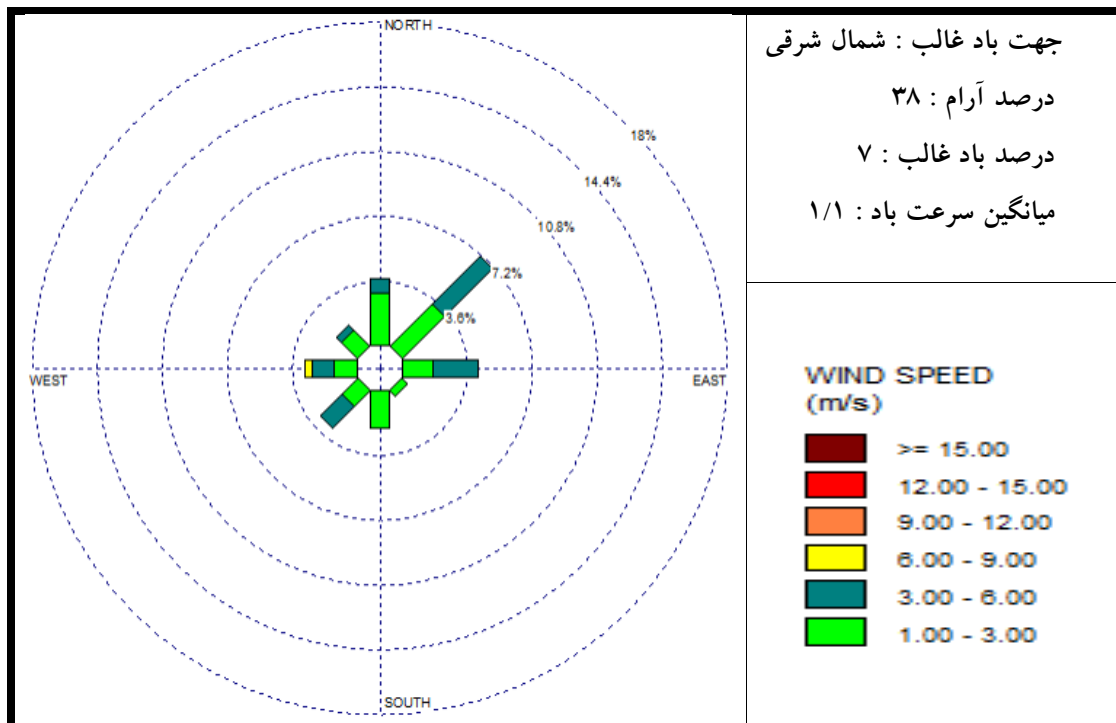 NORTH
18%
14.4%
10.8%
7.2%
3.6%
WEST
EAST
SOUTH
جهت باد غالب : شمال شرقی
درصد آرام : ۳۸
درصد باد غالب : ۷
میانگین سرعت باد : ۱/۱
WIND SPEED
(m/s)
>= 15.00
12.00 - 15.00
9.00 - 12.00
6.00 - 9.00
3.00 - 6.00
1.00 - 3.00